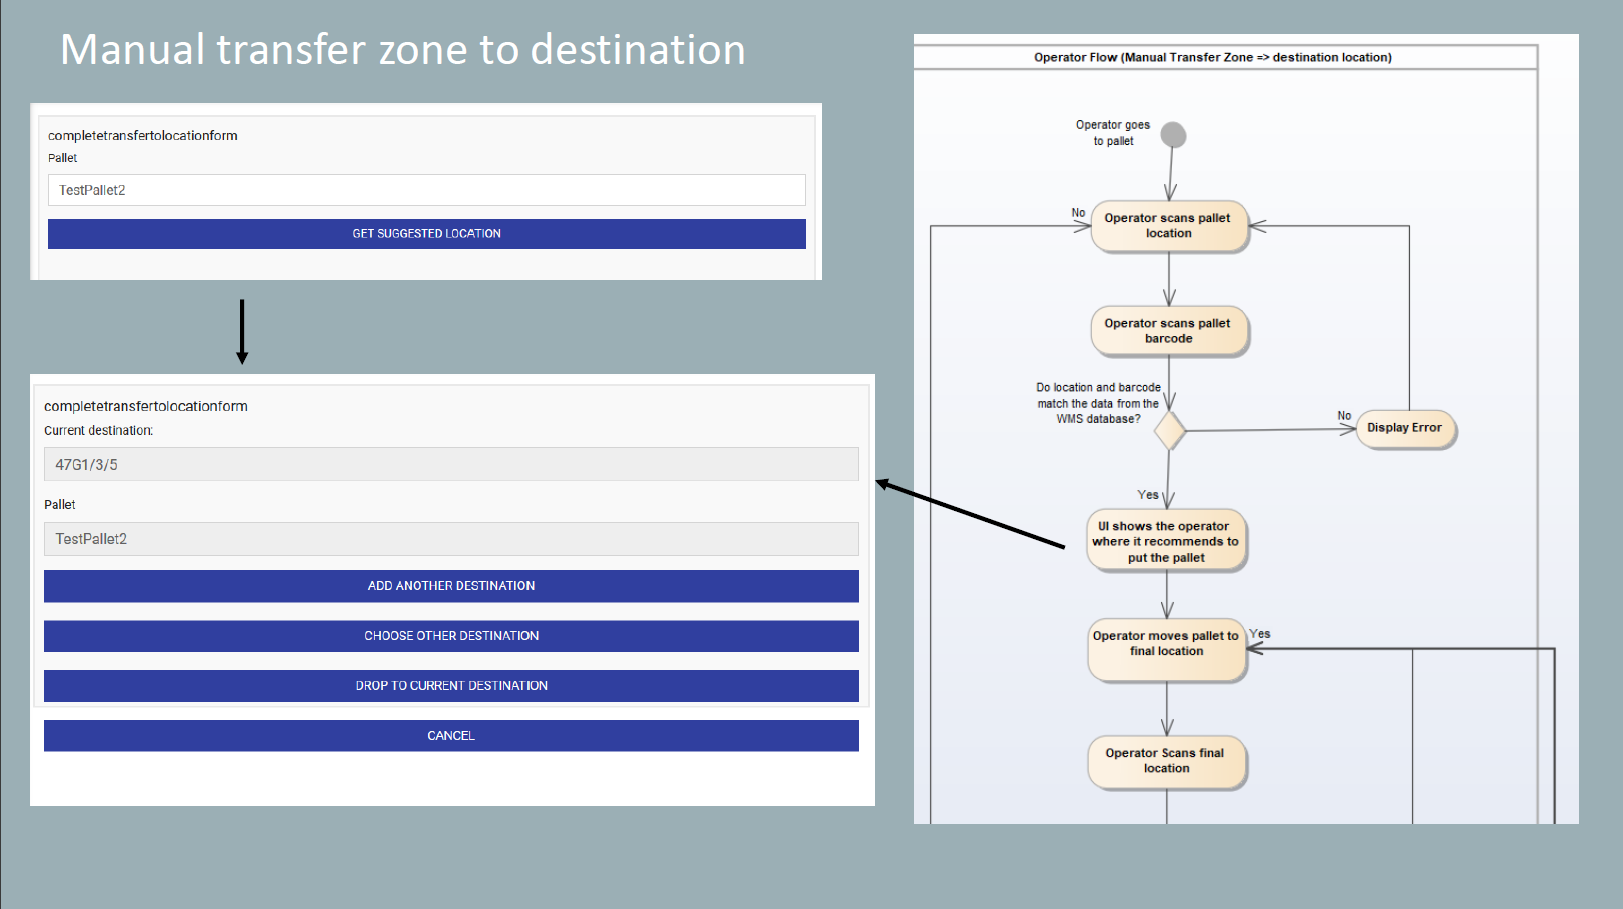 Manual transfer zone to destination
completetransfertolocationform
Pallet
TestPallet2
GET SUGGESTED LOCATION
completetransfertolocationform
Current destination:
47G1/3/5
Pallet
TestPallet2
ADD ANOTHER DESTINATION
CHOOSE OTHER DESTINATION
DROP TO CURRENT DESTINATION
CANCEL
Operator Flow (Manual Transfer Zone => destination location)
Operator goes
to pallet
No
Operator scans pallet
location
Operator scans pallet
barcode
Do location and barcode
match the data from the
WMS database?
No
Display Error
Yes
UI shows the operator
where it recommends to
put the pallet
Operator moves pallet to
final location
Yes
Operator Scans final
location